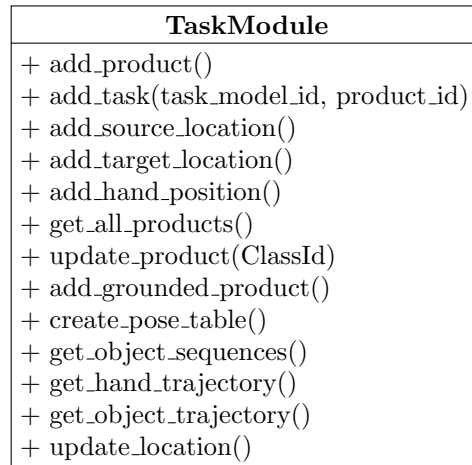 TaskModule
+ add_product()
+ add_task(task_model_id, product_id)
+ add_source_location()
+ add_target_location()
+ add_hand_position()
+ get_all_products()
+ update_product(ClassId)
+ add_grounded_product()
+ create_pose_table()
+ get_object_sequences()
+ get_hand_trajectory()
+ get_object_trajectory()
+ update_location()